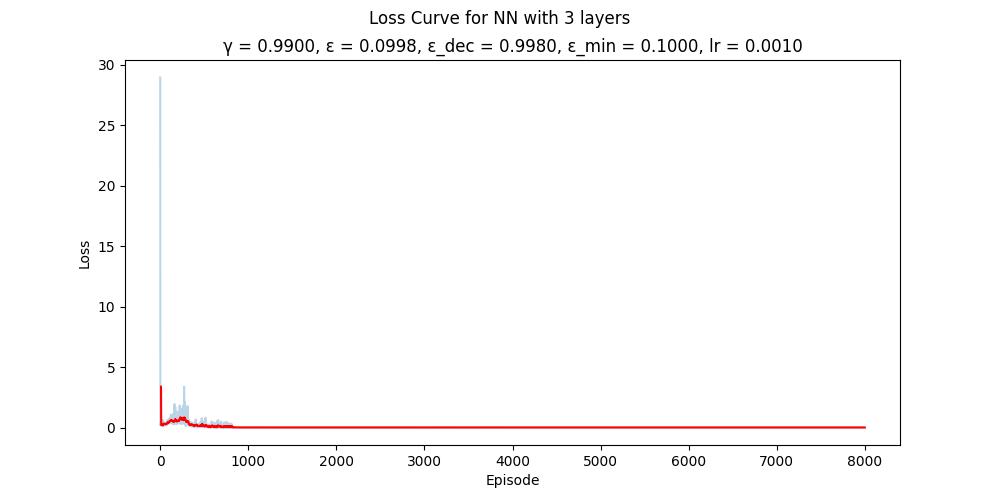 Loss Curve for NN with 3 layers
γ = 0.9900, ε = 0.0998, ε_dec = 0.9980, ε_min = 0.1000, lr = 0.0010
30
25
20
15
10
5
0
Loss
0 1000 2000 3000 4000 5000 6000 7000 8000
Episode